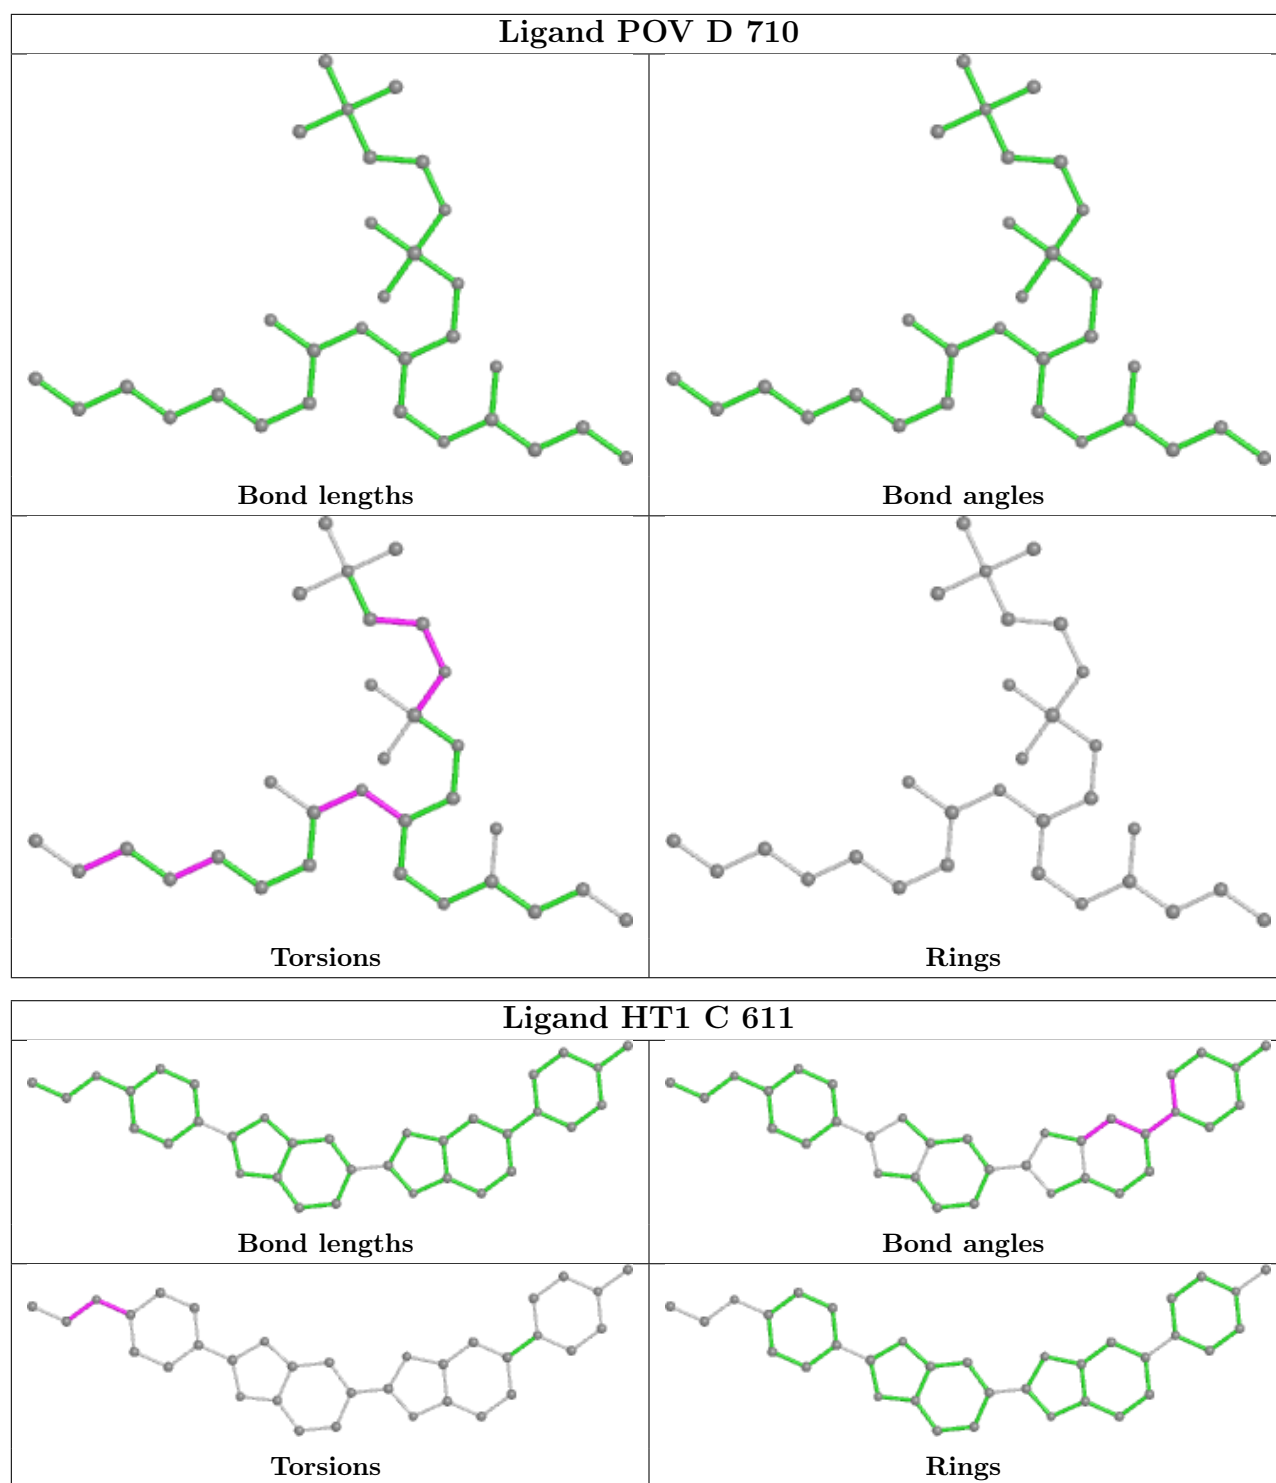 Ligand POV D 710
Bond lengths
Bond angles
Torsions
Rings
Ligand HT1 C 611
Bond lengths
Bond angles
Torsions
Rings